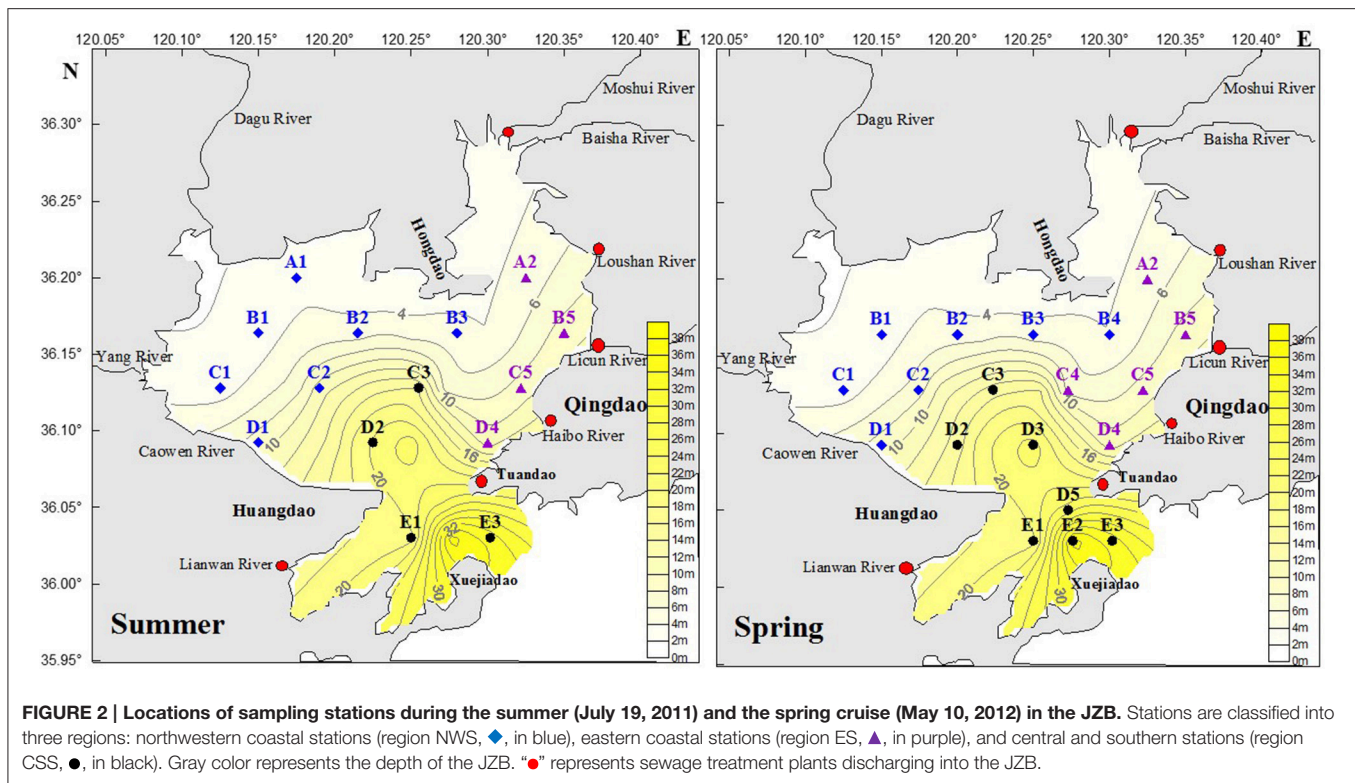 120.05° 120.10° 120.15° 120.20° 120.25° 120.30° 120.35° 120.40° E
N
36.30°
36.25°
36.20°
36.15°
36.10°
36.05°
36.00°
35.95°
Moshui River
Dagu River
Baisha River
Hongdao
Loushan River
A1
A2
4
6
B1
B2
B3
B5
Licun River
Yang River
C1
C2
C3
C5
10
Qingdao
D1
D2
D4
10
16
Haibo River
Caowen River
20
Tuandao
Huangdao
E1
32
E3
Lianwan River
20
30
Xuejiadao
Summer
38m
36m
34m
32m
30m
28m
26m
24m
22m
20m
18m
16m
14m
12m
10m
8m
6m
4m
2m
0m
120.05° 120.10° 120.15° 120.20° 120.25° 120.30° 120.35° 120.40°
E
Moshui River
Dagu River
Baisha River
Hongdao
Loushan River
A2
4
6
B1
B2
B3
B4
B5
Licun River
Yang River
C1
C2
C3
C4
C5
10
Qingdao
D1
D2
D3
D4
10
16
Haibo River
Caowen River
20
Tuandao
D5
Huangdao
E1
E2
E3
Lianwan River
20
30
Xuejiadao
Spring
38m
36m
34m
32m
30m
28m
26m
24m
22m
20m
18m
16m
14m
12m
10m
8m
6m
4m
2m
0m
FIGURE 2 | Locations of sampling stations during the summer (July 19, 2011) and the spring cruise (May 10, 2012) in the JZB. Stations are classified into
three regions: northwestern coastal stations (region NWS, ◆, in blue), eastern coastal stations (region ES, ▲, in purple), and central and southern stations (region
CSS, ●, in black). Gray color represents the depth of the JZB. “●” represents sewage treatment plants discharging into the JZB.